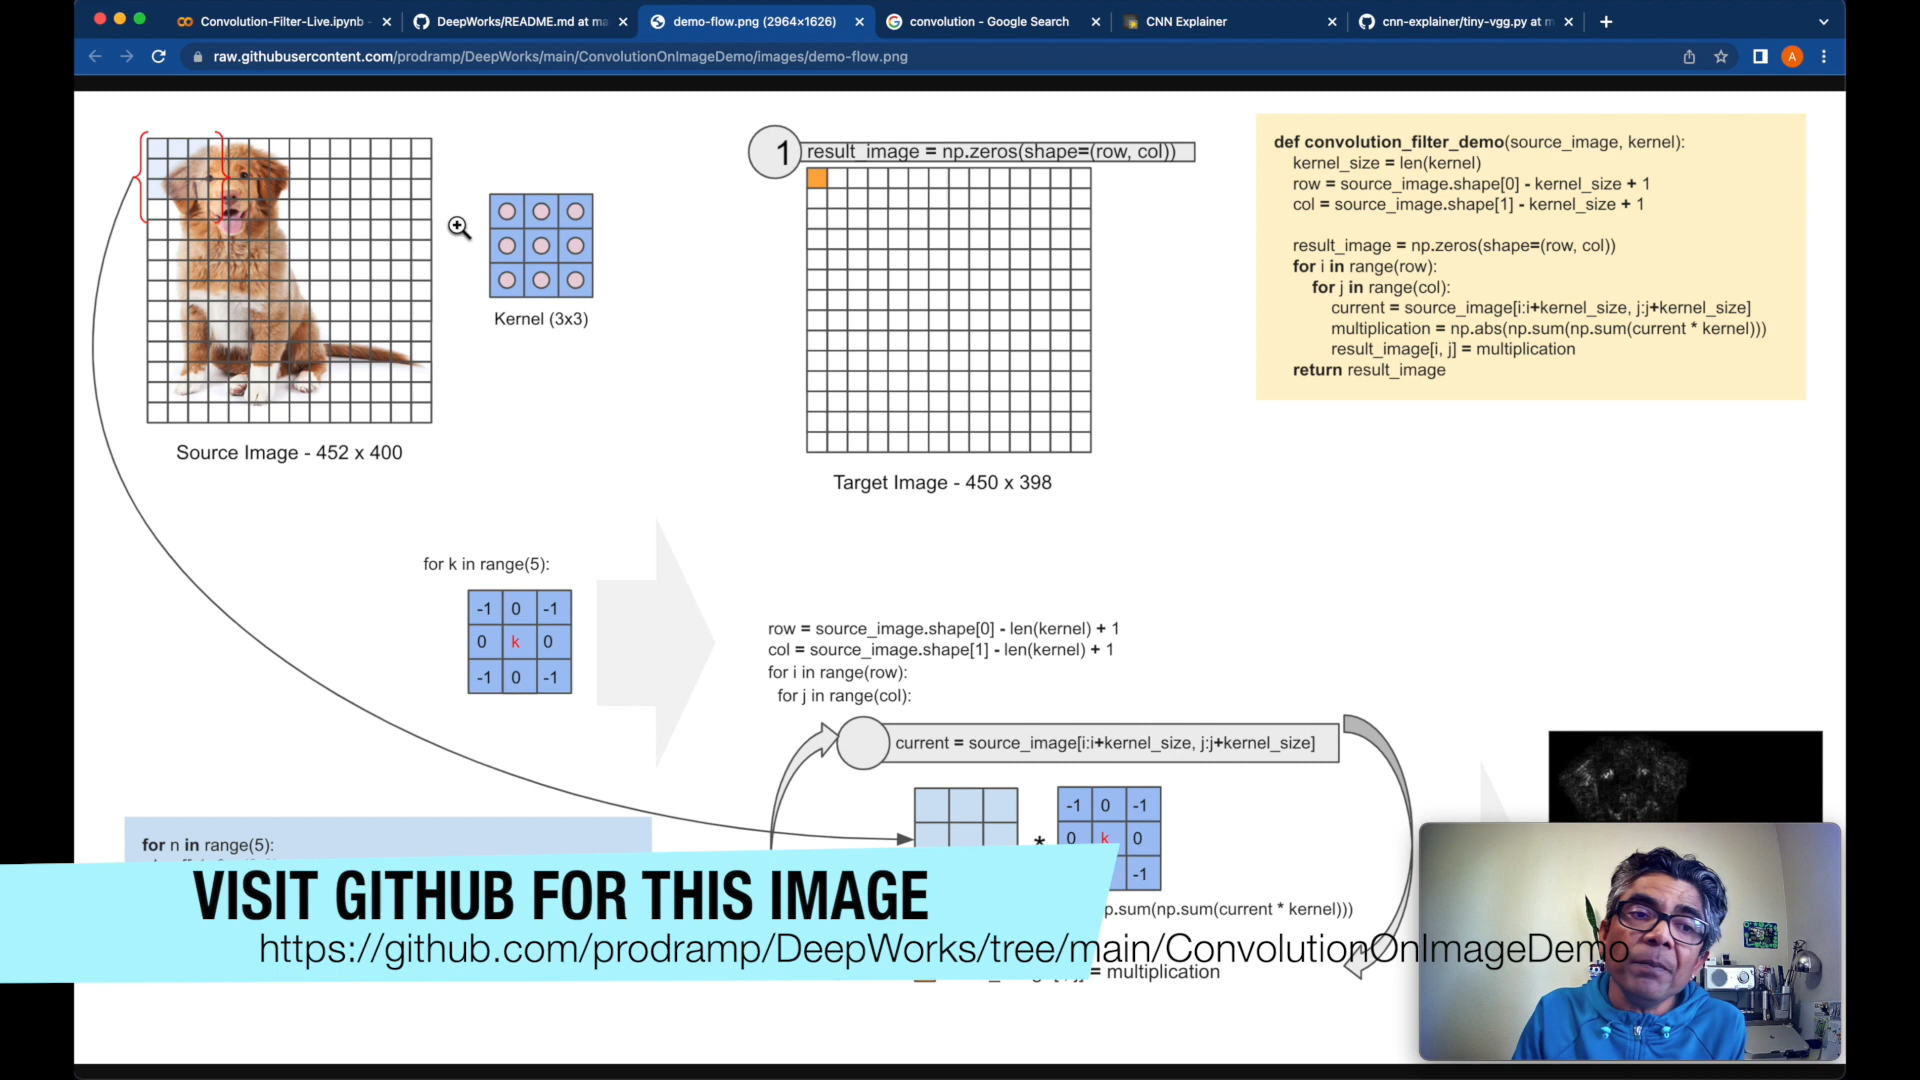 Convolution-Filter-Live.ipynb -
DeepWorks/README.md at ma
demo-flow.png (2964×1626)
convolution - Google Search
CNN Explainer
cnn-explainer/tiny-vgg.py at m
raw.githubusercontent.com/prodramp/DeepWorks/main/ConvolutionOnImageDemo/images/demo-flow.png
A
1
result_image = np.zeros(shape=(row, col))
def convolution_filter_demo(source_image, kernel):
kernel_size = len(kernel)
row = source_image.shape[0] - kernel_size + 1
col = source_image.shape[1] - kernel_size + 1
result_image = np.zeros(shape=(row, col))
for i in range(row):
for j in range(col):
current = source_image[i:i+kernel_size, j:j+kernel_size]
multiplication = np.abs(np.sum(np.sum(current * kernel)))
result_image[i, j] = multiplication
return result_image
Kernel (3x3)
Source Image - 452 x 400
Target Image - 450 x 398
for k in range(5):
-1 0 -1
0 k 0
-1 0 -1
row = source_image.shape[0] - len(kernel) + 1
col = source_image.shape[1] - len(kernel) + 1
for i in range(row):
for j in range(col):
current = source_image[i:i+kernel_size, j:j+kernel_size]
-1 0 -1
* 0 k 0
-1
for n in range(5):
p.sum(np.sum(current * kernel)))
= multiplication
VISIT GITHUB FOR THIS IMAGE
https://github.com/prodramp/DeepWorks/tree/main/ConvolutionOnImageDemo